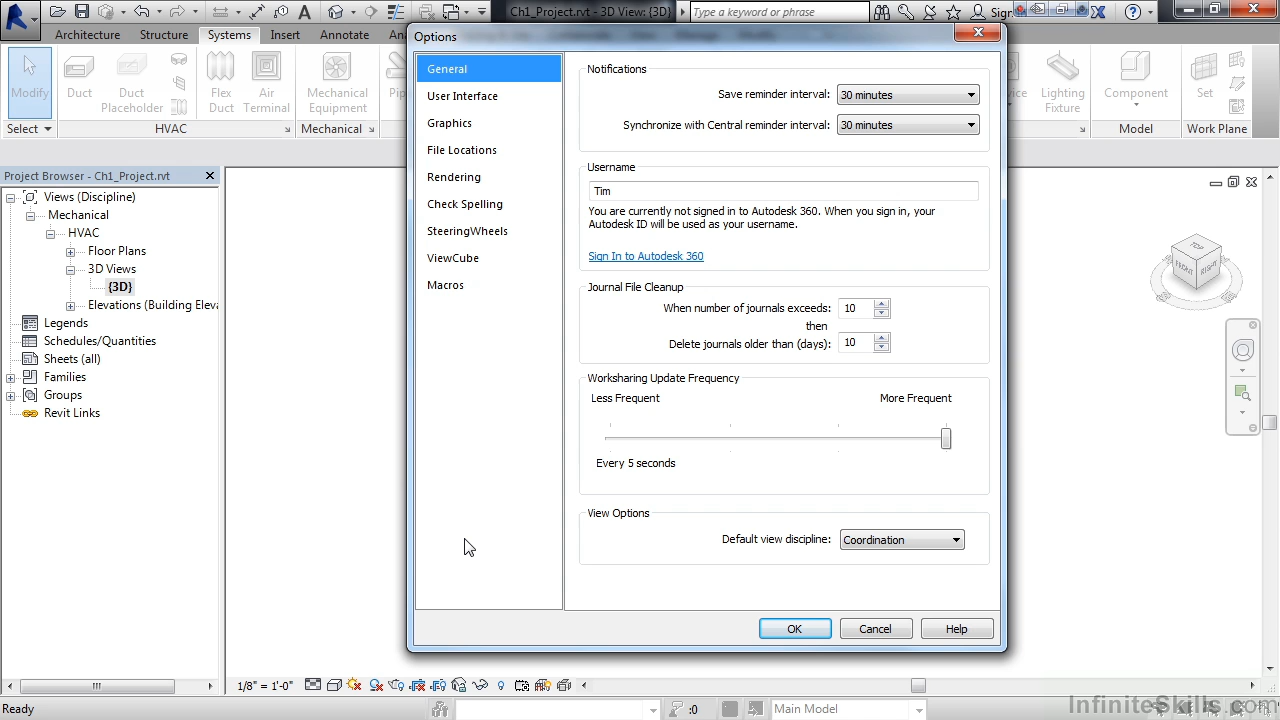 Ch1_Project.rvt - 3D View: {3D}
Type a keyword or phrase
Architecture Structure Systems Insert Annotate
Modify
Duct
Duct Placeholder
Flex Duct
Air Terminal
Mechanical Equipment
Lighting Fixture
Component
Set
Select
HVAC
Mechanical
Model
Work Plane
Project Browser - Ch1_Project.rvt
Views (Discipline)
Mechanical
HVAC
Floor Plans
3D Views
{3D}
Elevations (Building Eleva
Legends
Schedules/Quantities
Sheets (all)
Families
Groups
Revit Links
Options
General
User Interface
Graphics
File Locations
Rendering
Check Spelling
SteeringWheels
ViewCube
Macros
Notifications
Save reminder interval: 30 minutes
Synchronize with Central reminder interval: 30 minutes
Username
Tim
You are currently not signed in to Autodesk 360. When you sign in, your
Autodesk ID will be used as your username.
Sign In to Autodesk 360
Journal File Cleanup
When number of journals exceeds: 10
then
Delete journals older than (days): 10
Worksharing Update Frequency
Less Frequent More Frequent
Every 5 seconds
View Options
Default view discipline: Coordination
OK Cancel Help
TOP
FRONT
RIGHT
1/8" = 1'-0"
Ready
:0
Main Model
InfiniteSkills.com